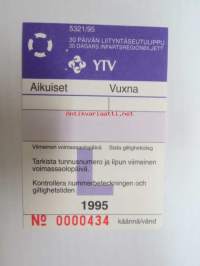 5321/95
30 PÄIVÄN LIITYNTÄSEUTULIPPU
30 DAGARS INFARTSREGIONBILJETT
YTV
Aikuiset Vuxna
Viimeinen voimassaolopäivä Sista giltighetsdag
Tarkista tunnusnumero ja lipun viimeinen
voimassaolopäivä.
Kontrollera nummerbeteckningen och
giltighetstiden
1995
No 0000434
käännä/vänd